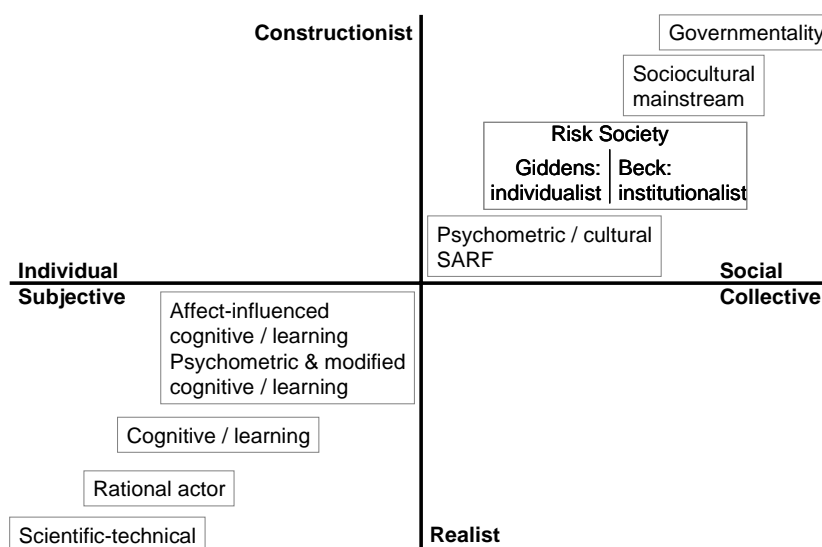 Constructionist
Governmentality
Sociocultural
mainstream
Risk Society
Giddens: Beck:
individualist institutionalist
Psychometric / cultural
SARF
Individual
Social
Subjective
Collective
Affect-influenced
cognitive / learning
Psychometric & modified
cognitive / learning
Cognitive / learning
Rational actor
Scientific-technical
Realist